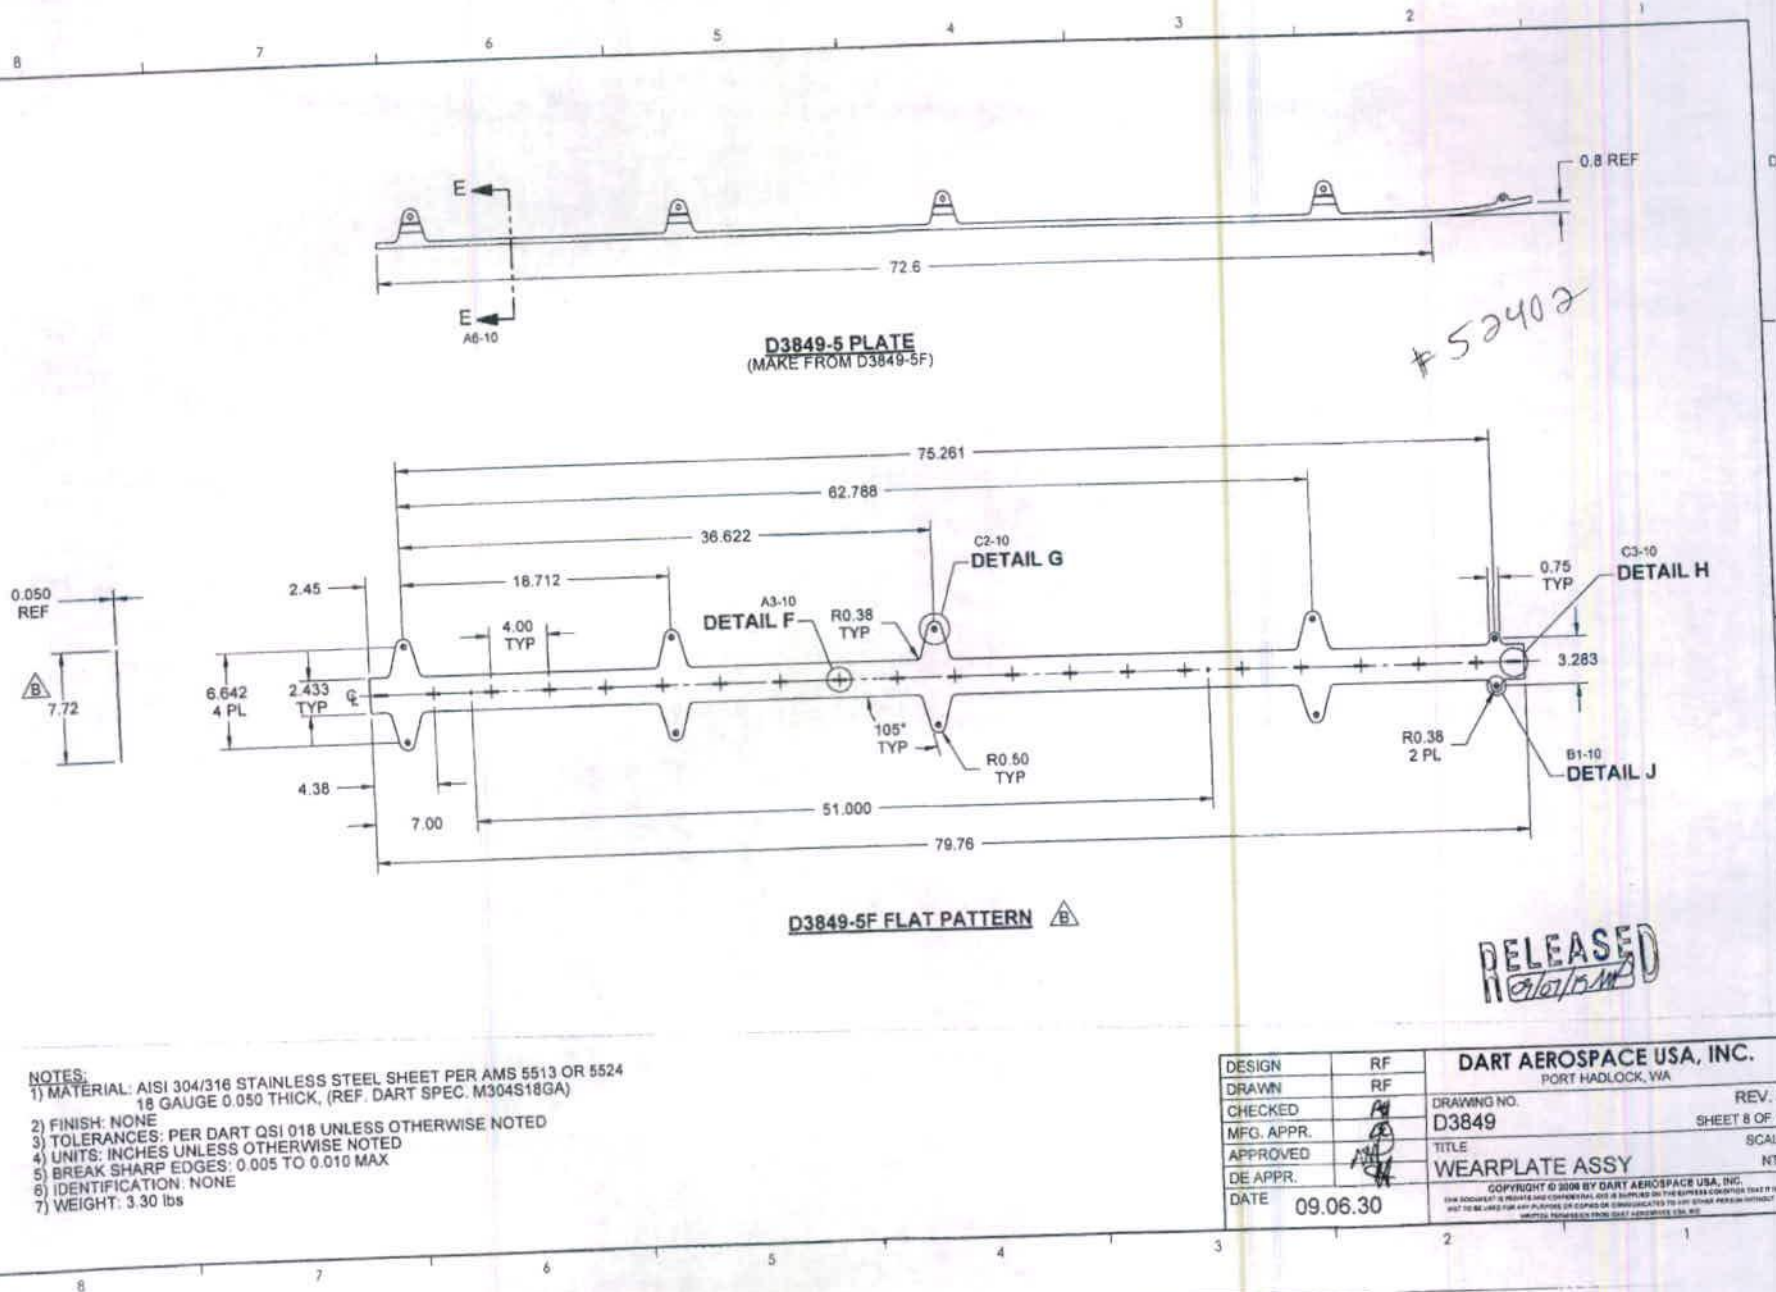 8 7 6 5 4 3 2 1
0.8 REF
D
E
E
A6-10
72.6
D3849-5 PLATE
(MAKE FROM D3849-5F)
# 52402
75.261
62.788
36.622
18.712
2.45
4.00
TYP
A3-10
DETAIL F
R0.38
TYP
C2-10
DETAIL G
0.75
TYP
C3-10
DETAIL H
0.050
REF
B
7.72
6.642
4 PL
2.433
TYP
3.283
105°
TYP
R0.50
TYP
R0.38
2 PL
B1-10
DETAIL J
4.38
7.00
51.000
79.76
D3849-5F FLAT PATTERN B
RELEASED
NOTES:
1) MATERIAL: AISI 304/316 STAINLESS STEEL SHEET PER AMS 5513 OR 5524
18 GAUGE 0.050 THICK, (REF. DART SPEC. M304S18GA)
2) FINISH: NONE
3) TOLERANCES: PER DART QSI 018 UNLESS OTHERWISE NOTED
4) UNITS: INCHES UNLESS OTHERWISE NOTED
5) BREAK SHARP EDGES: 0.005 TO 0.010 MAX
6) IDENTIFICATION: NONE
7) WEIGHT: 3.30 lbs
DESIGN RF
DRAWN RF
CHECKED
MFG. APPR.
APPROVED
DE APPR.
DATE 09.06.30
DART AEROSPACE USA, INC.
PORT HADLOCK, WA
DRAWING NO. REV.
D3849 SHEET 8 OF
TITLE SCAL
WEARPLATE ASSY NT
COPYRIGHT © 2008 BY DART AEROSPACE USA, INC.
8 7 6 5 4 3 2 1